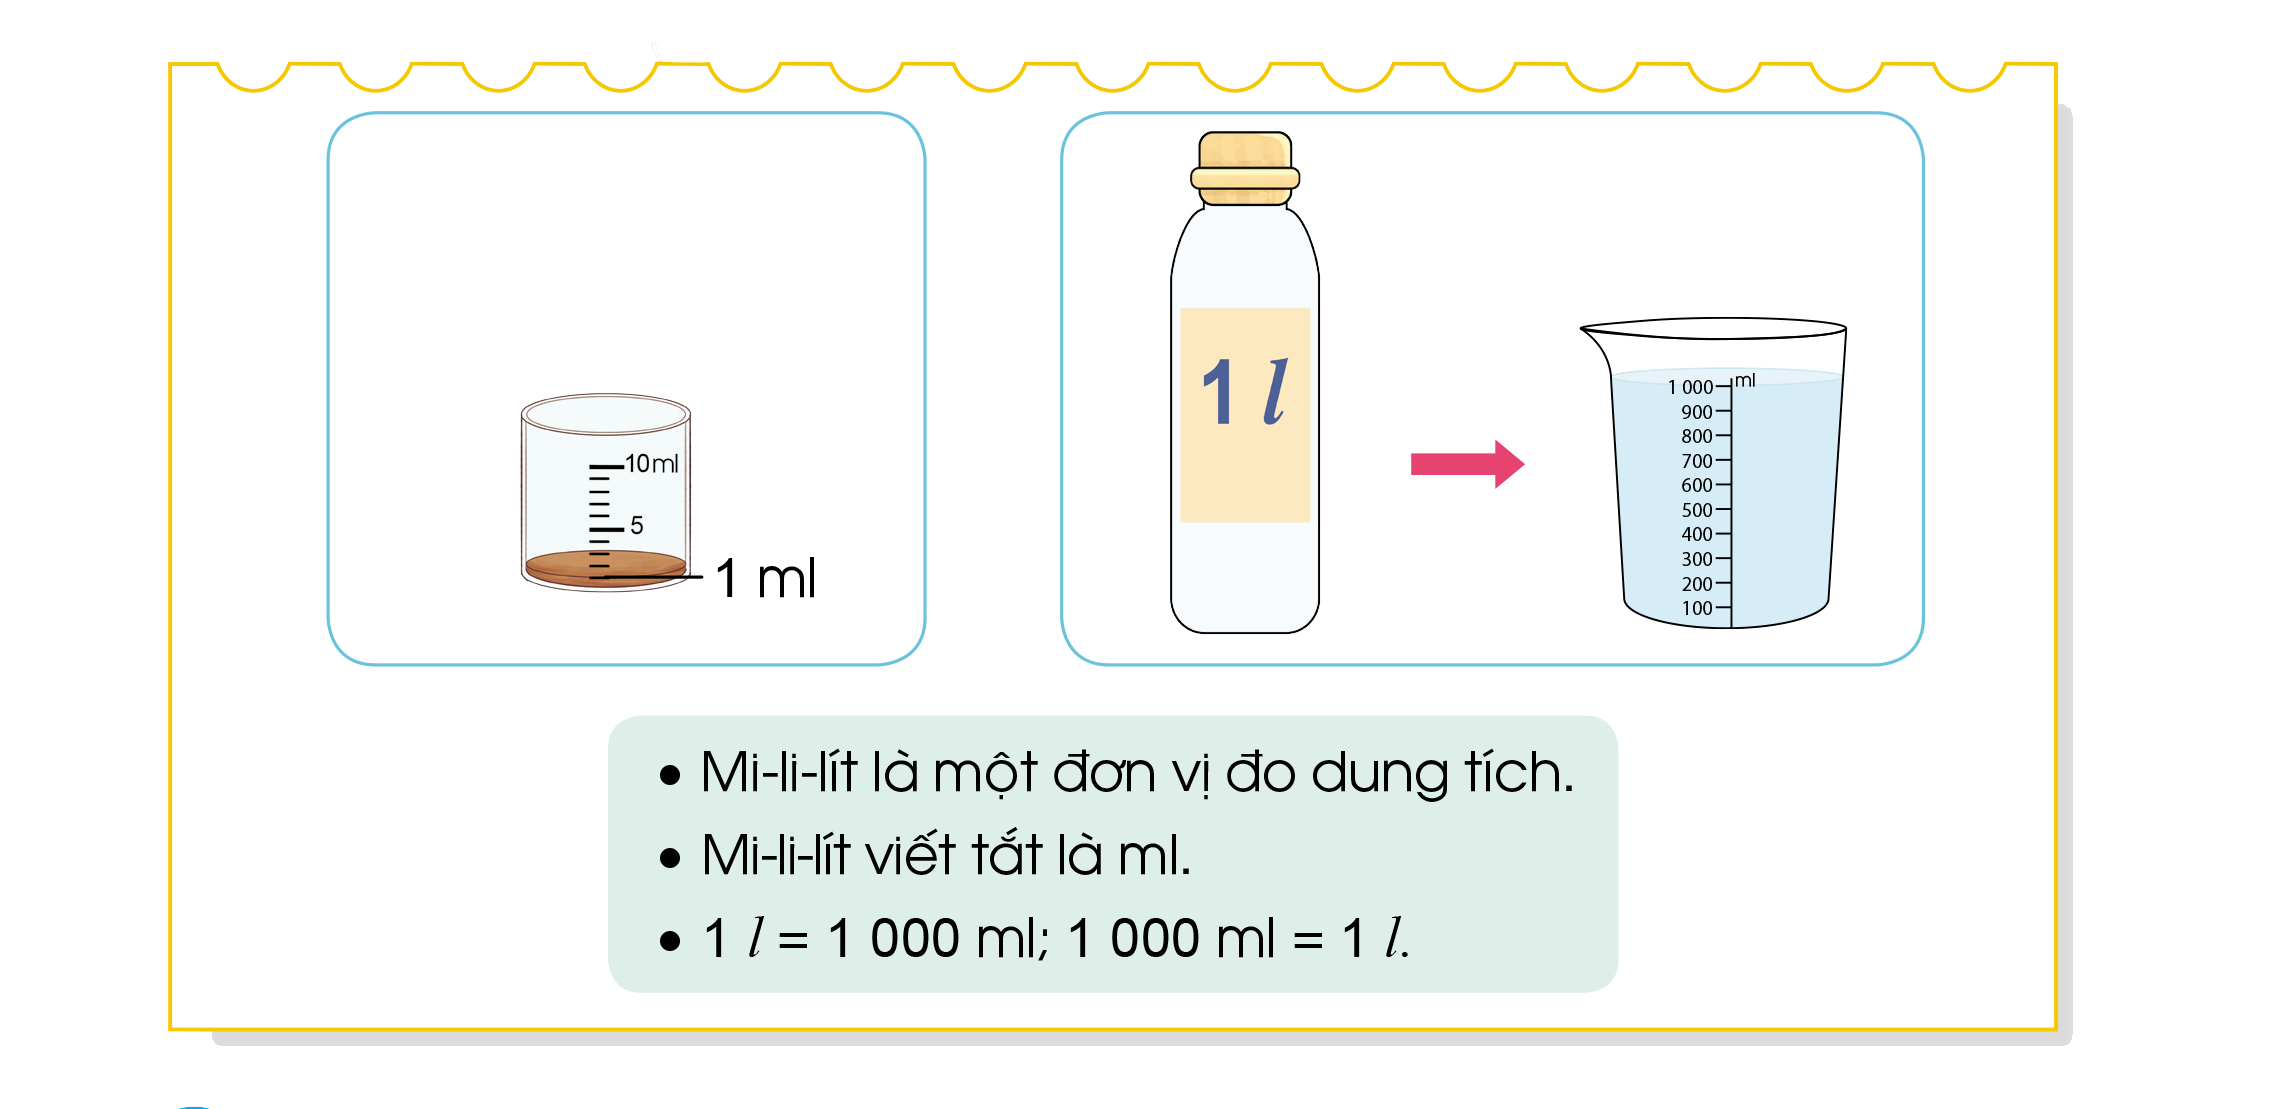 10ml
5
1 ml
1 l
1 000 ml
900
800
700
600
500
400
300
200
100
• Mi-li-lít là một đơn vị đo dung tích.
• Mi-li-lít viết tắt là ml.
• 1 l = 1 000 ml; 1 000 ml = 1 l.